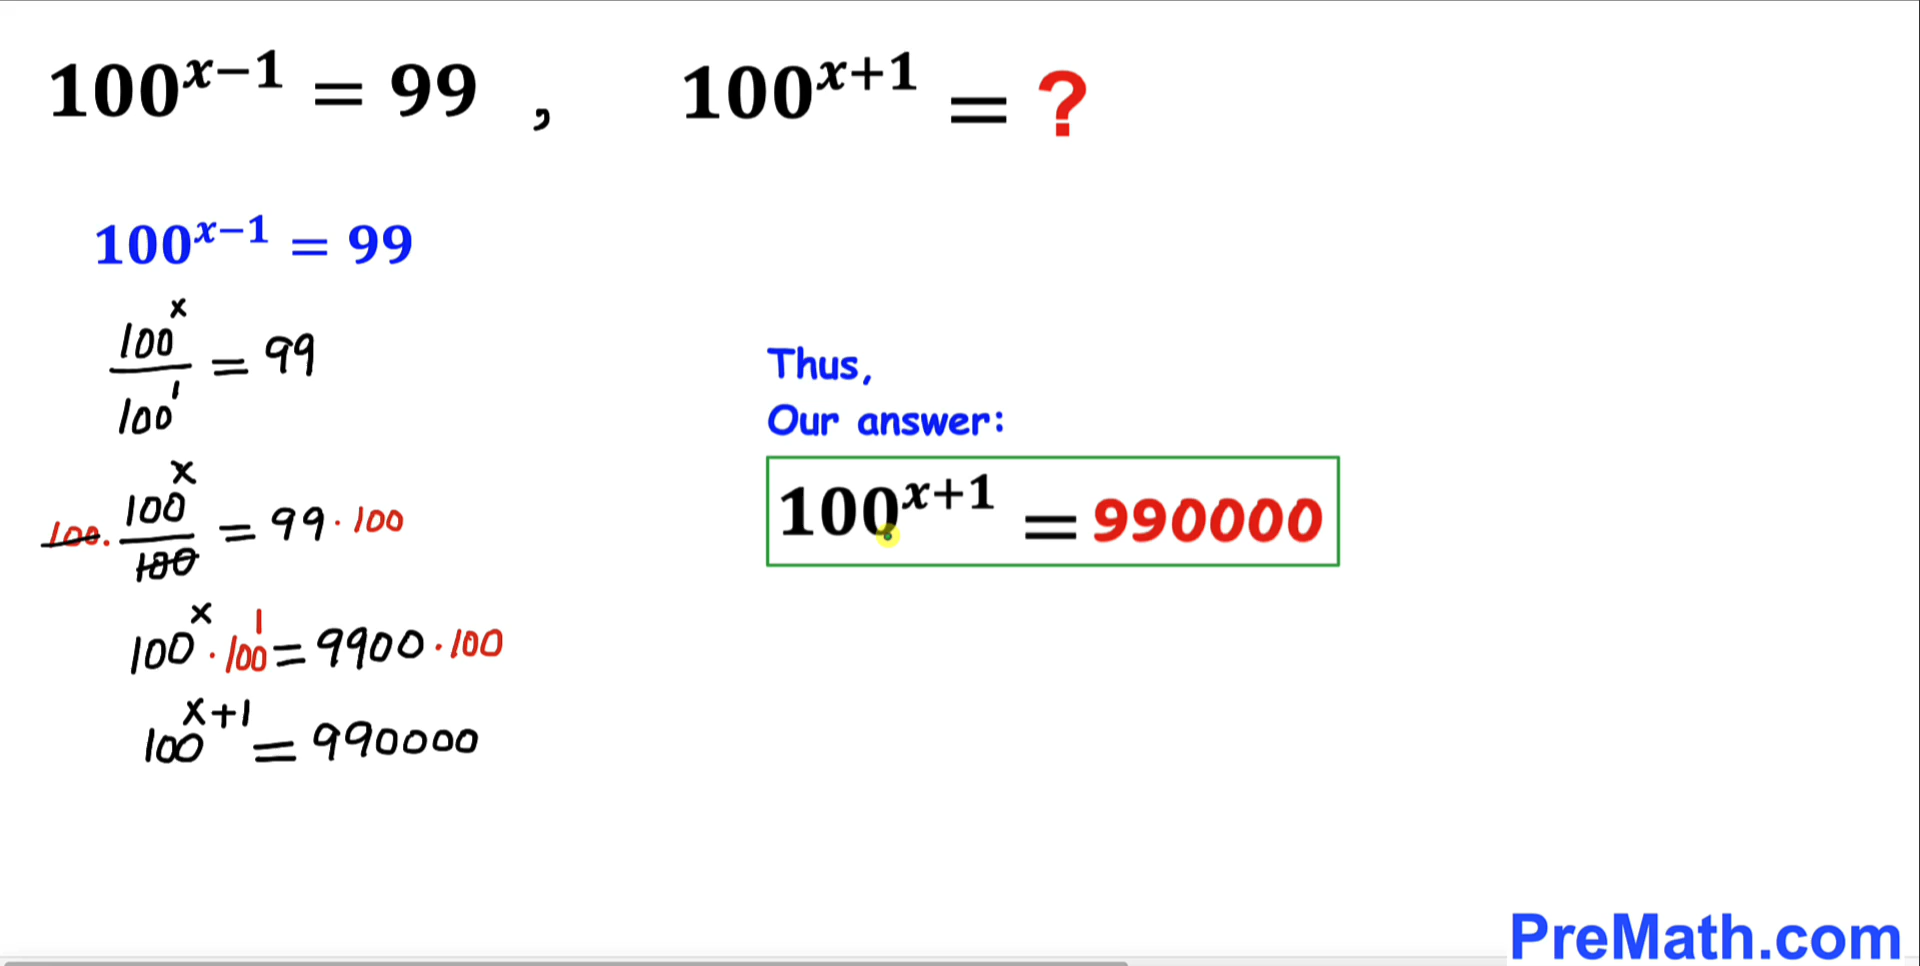 100^{x-1} = 99 , 100^{x+1} = ?
100^{x-1} = 99
100^x / 100^1 = 99
100 · 100^x / 100 = 99 · 100
100^x · 100^1 = 9900 · 100
100^{x+1} = 990000
Thus,
Our answer:
100^{x+1} = 990000
PreMath.com